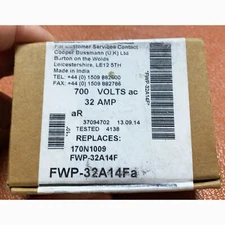 For Customer Services Contact
Cooper Bussmann (U.K) Ltd
Burton on the Wolds
Leicestershire, LE12 5TH
Made in India
TEL: +44 (0) 1509 882600
FAX: +44 (0) 1509
700 VOLTS ac
32 AMP
aR
37094702 13.09.14
TESTED 4138
REPLACES:
170N1009
FWP-32A14F
FWP-32A14Fa
FWP-32A14F